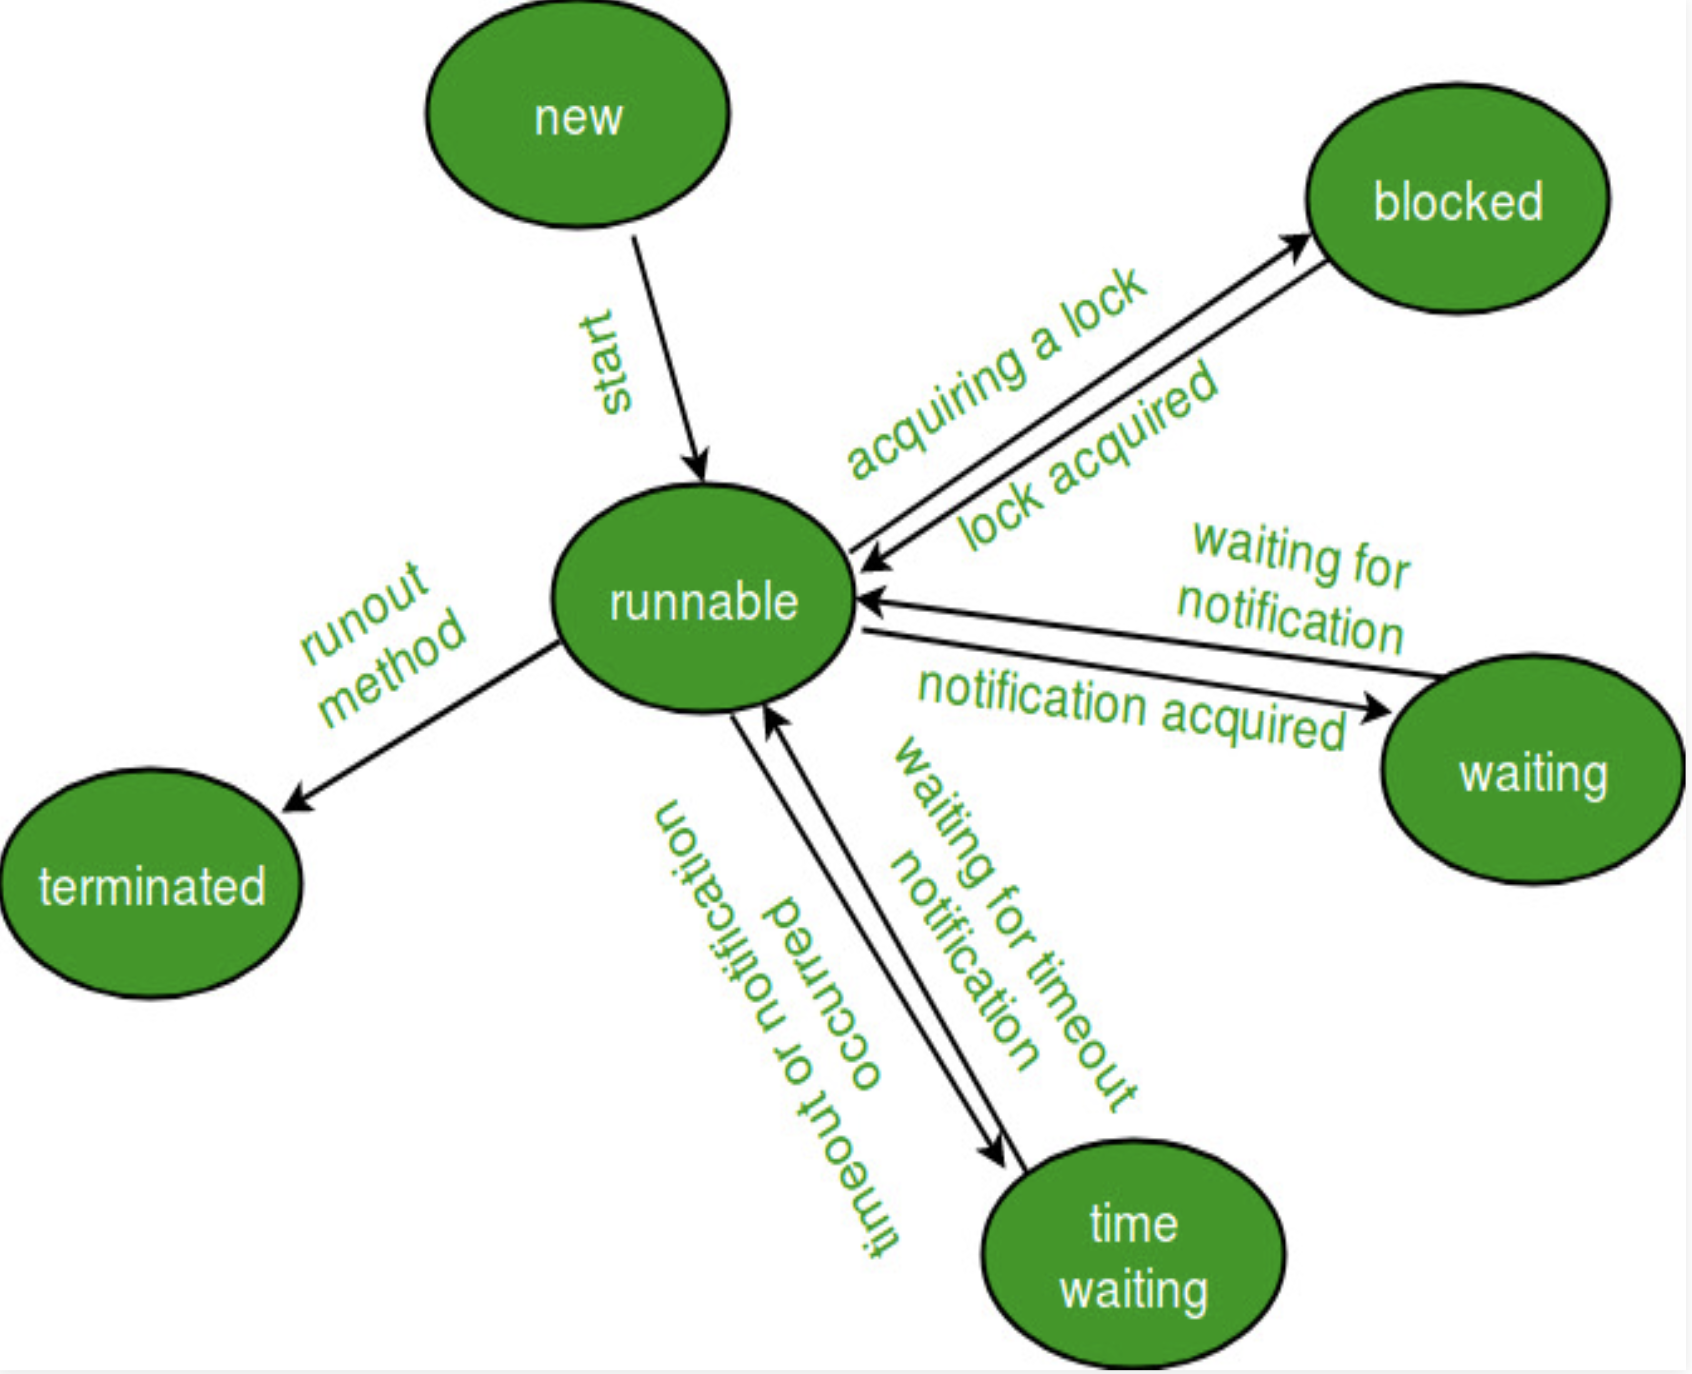 new
blocked
start
acquiring a lock
lock acquired
waiting for
notification
runnable
runout
method
notification acquired
waiting
terminated
waiting for timeout
notification
timeout or notification
occurred
time
waiting